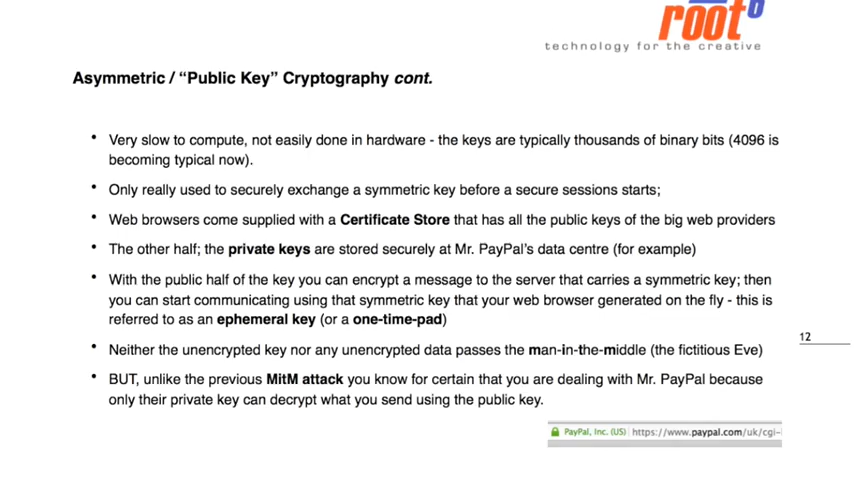 root6
technology for the creative
Asymmetric / “Public Key” Cryptography cont.
• Very slow to compute, not easily done in hardware - the keys are typically thousands of binary bits (4096 is
becoming typical now).
• Only really used to securely exchange a symmetric key before a secure sessions starts;
• Web browsers come supplied with a Certificate Store that has all the public keys of the big web providers
• The other half; the private keys are stored securely at Mr. PayPal’s data centre (for example)
• With the public half of the key you can encrypt a message to the server that carries a symmetric key; then
you can start communicating using that symmetric key that your web browser generated on the fly - this is
referred to as an ephemeral key (or a one-time-pad)
12
• Neither the unencrypted key nor any unencrypted data passes the man-in-the-middle (the fictitious Eve)
• BUT, unlike the previous MitM attack you know for certain that you are dealing with Mr. PayPal because
only their private key can decrypt what you send using the public key.
PayPal, Inc. (US) https://www.paypal.com/uk/cgi-